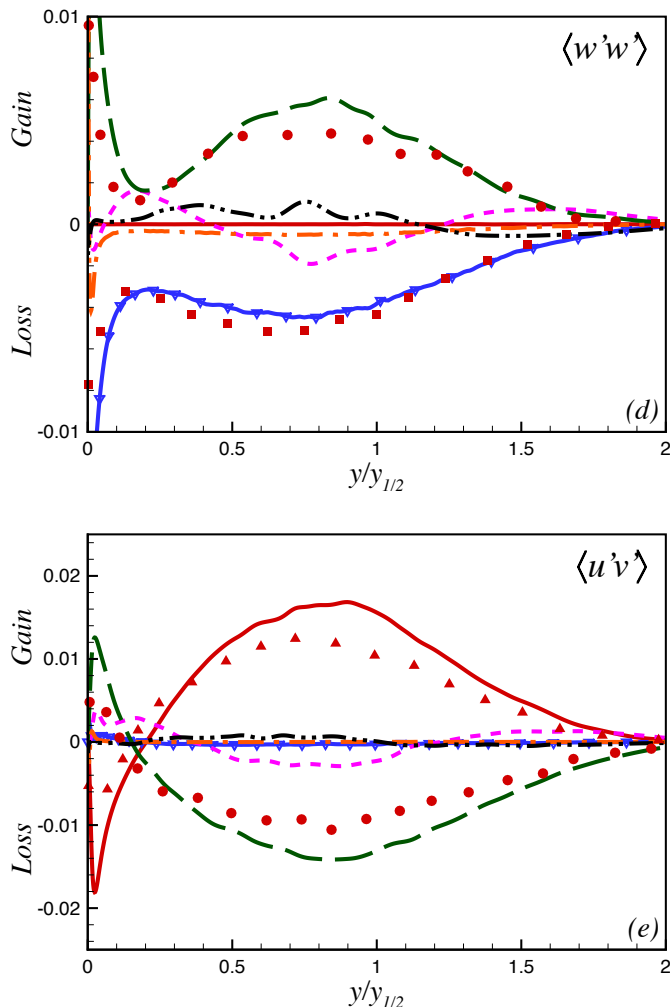 0.01
⟨w'w'⟩
Gain
0
Loss
-0.01
(d)
0 0.5 1 1.5 2
y/y1/2
0.02
⟨u'v'⟩
Gain
0.01
0
-0.01
Loss
-0.02
(e)
0 0.5 1 1.5 2
y/y1/2